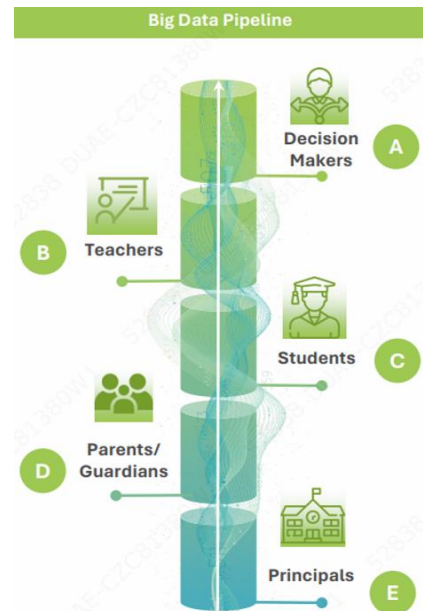 Big Data Pipeline
Decision
Makers
A
Teachers
B
Students
C
Parents/
Guardians
D
Principals
E